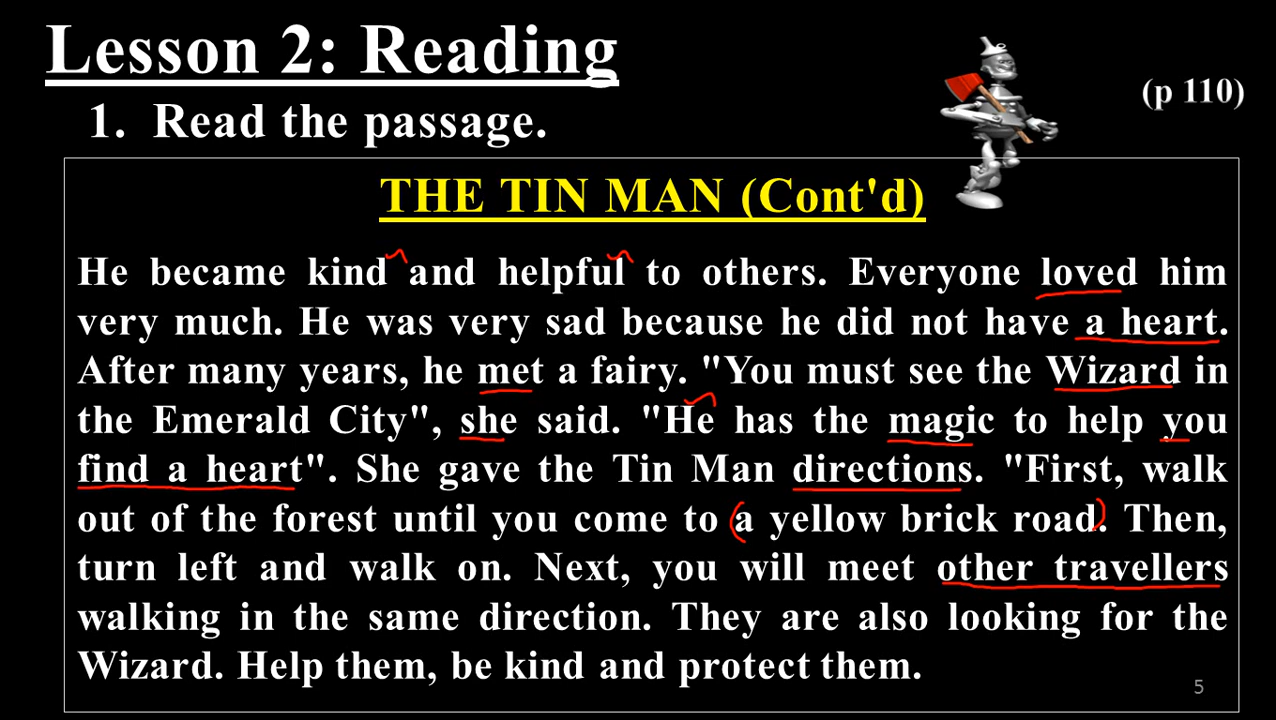 Lesson 2: Reading
(p 110)
1. Read the passage.
THE TIN MAN (Cont'd)
He became kind and helpful to others. Everyone loved him
very much. He was very sad because he did not have a heart.
After many years, he met a fairy. "You must see the Wizard in
the Emerald City", she said. "He has the magic to help you
find a heart". She gave the Tin Man directions. "First, walk
out of the forest until you come to a yellow brick road. Then,
turn left and walk on. Next, you will meet other travellers
walking in the same direction. They are also looking for the
Wizard. Help them, be kind and protect them.
5